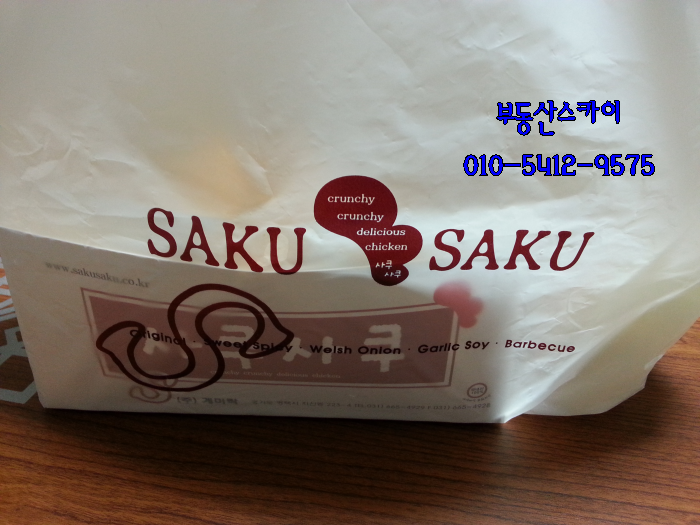 부동산스카이
010-5412-9575
crunchy
crunchy
delicious
chicken
사쿠
사쿠
SAKU SAKU
www.sakusaku.co.kr
사쿠사쿠
Original · Sweet Spicy · Welsh Onion · Garlic Soy · Barbecue